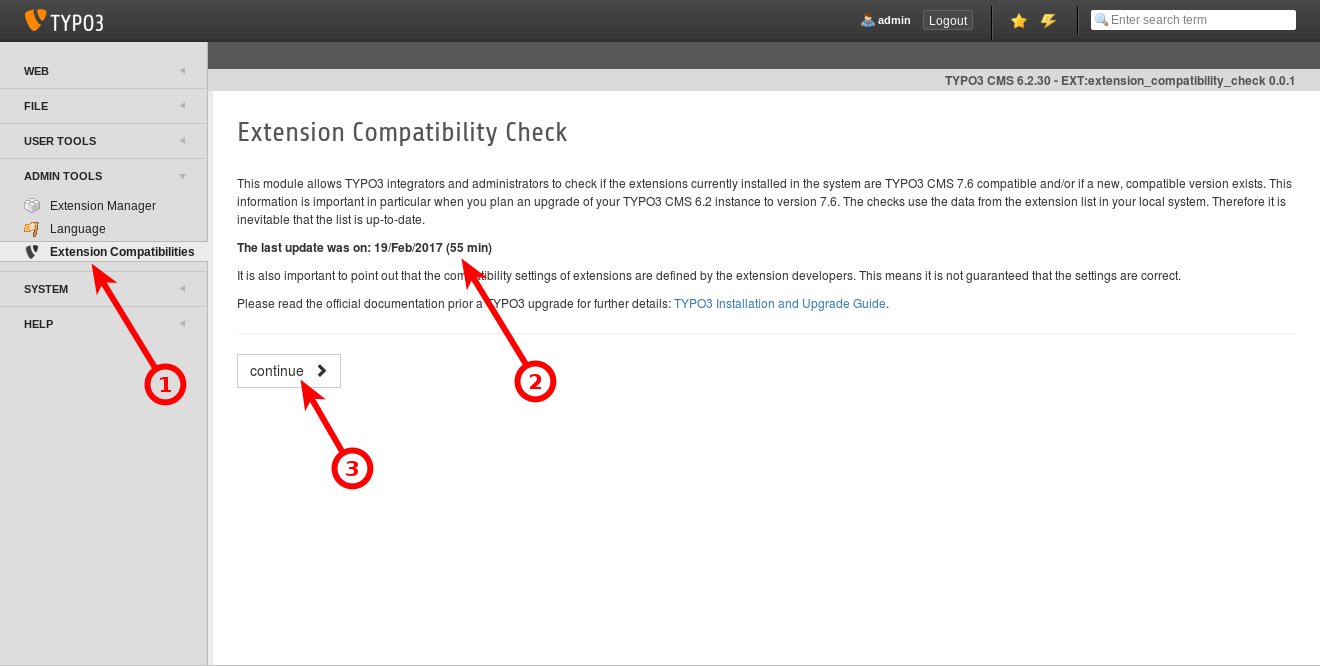 TYPO3
admin
Logout
Enter search term
TYPO3 CMS 6.2.30 - EXT:extension_compatibility_check 0.0.1
WEB
FILE
USER TOOLS
ADMIN TOOLS
Extension Manager
Language
Extension Compatibilities
SYSTEM
HELP
Extension Compatibility Check
This module allows TYPO3 integrators and administrators to check if the extensions currently installed in the system are TYPO3 CMS 7.6 compatible and/or if a new, compatible version exists. This
information is important in particular when you plan an upgrade of your TYPO3 CMS 6.2 instance to version 7.6. The checks use the data from the extension list in your local system. Therefore it is
inevitable that the list is up-to-date.
The last update was on: 19/Feb/2017 (55 min)
It is also important to point out that the compatibility settings of extensions are defined by the extension developers. This means it is not guaranteed that the settings are correct.
Please read the official documentation prior a TYPO3 upgrade for further details: TYPO3 Installation and Upgrade Guide.
continue
1
2
3